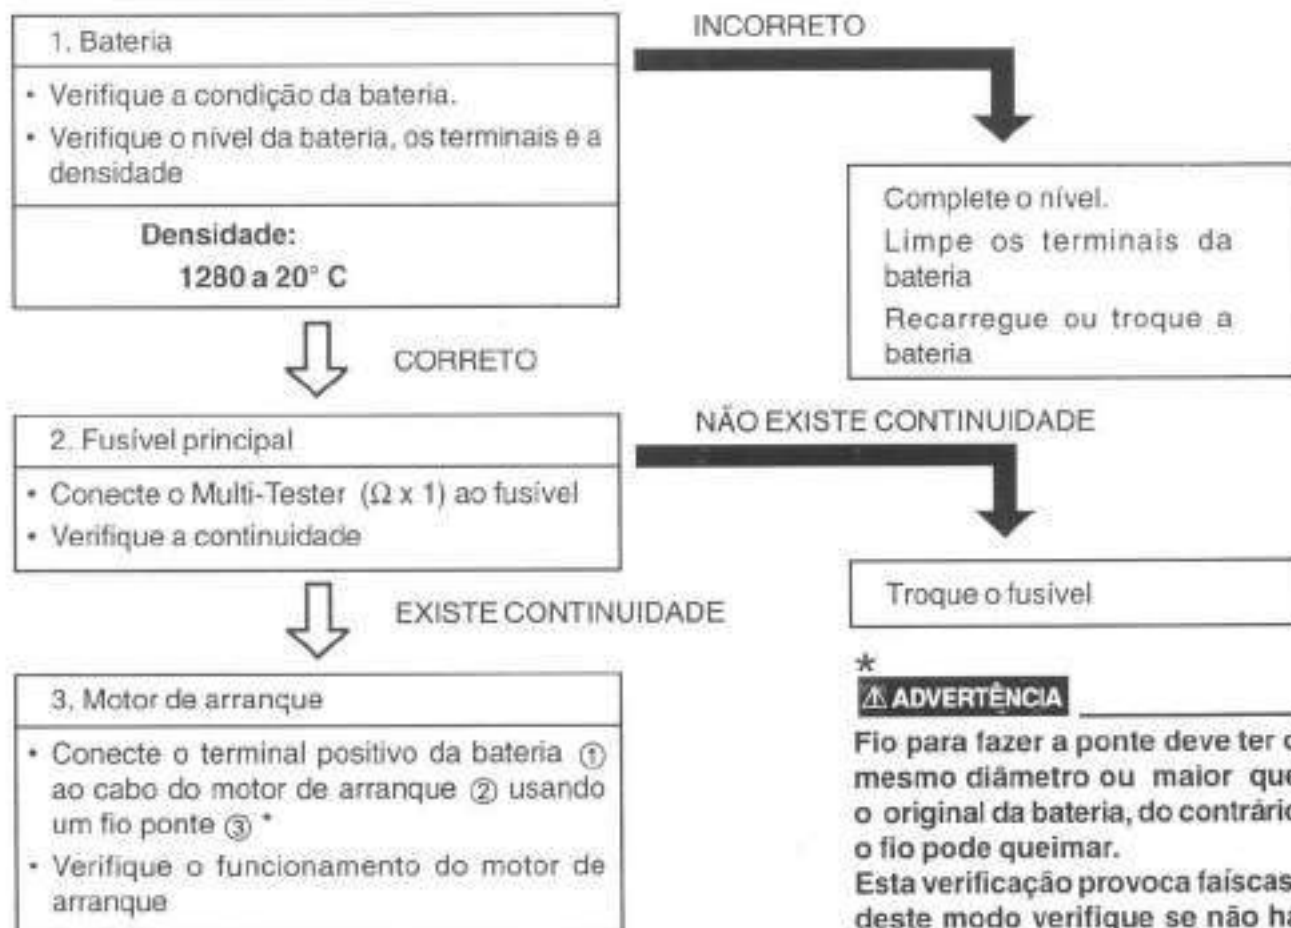 1. Bateria
• Verifique a condição da bateria.
• Verifique o nível da bateria, os terminais e a
densidade
Densidade:
1280 a 20° C
INCORRETO
Complete o nível.
Limpe os terminais da
bateria
Recarregue ou troque a
bateria
CORRETO
2. Fusível principal
• Conecte o Multi-Tester (Ω x 1) ao fusível
• Verifique a continuidade
NÃO EXISTE CONTINUIDADE
Troque o fusível
EXISTE CONTINUIDADE
3. Motor de arranque
• Conecte o terminal positivo da bateria ①
ao cabo do motor de arranque ② usando
um fio ponte ③ *
• Verifique o funcionamento do motor de
arranque
*
⚠ ADVERTÊNCIA
Fio para fazer a ponte deve ter
mesmo diâmetro ou maior que
o original da bateria, do contrário
o fio pode queimar.
Esta verificação provoca faíscas
deste modo verifique se não há